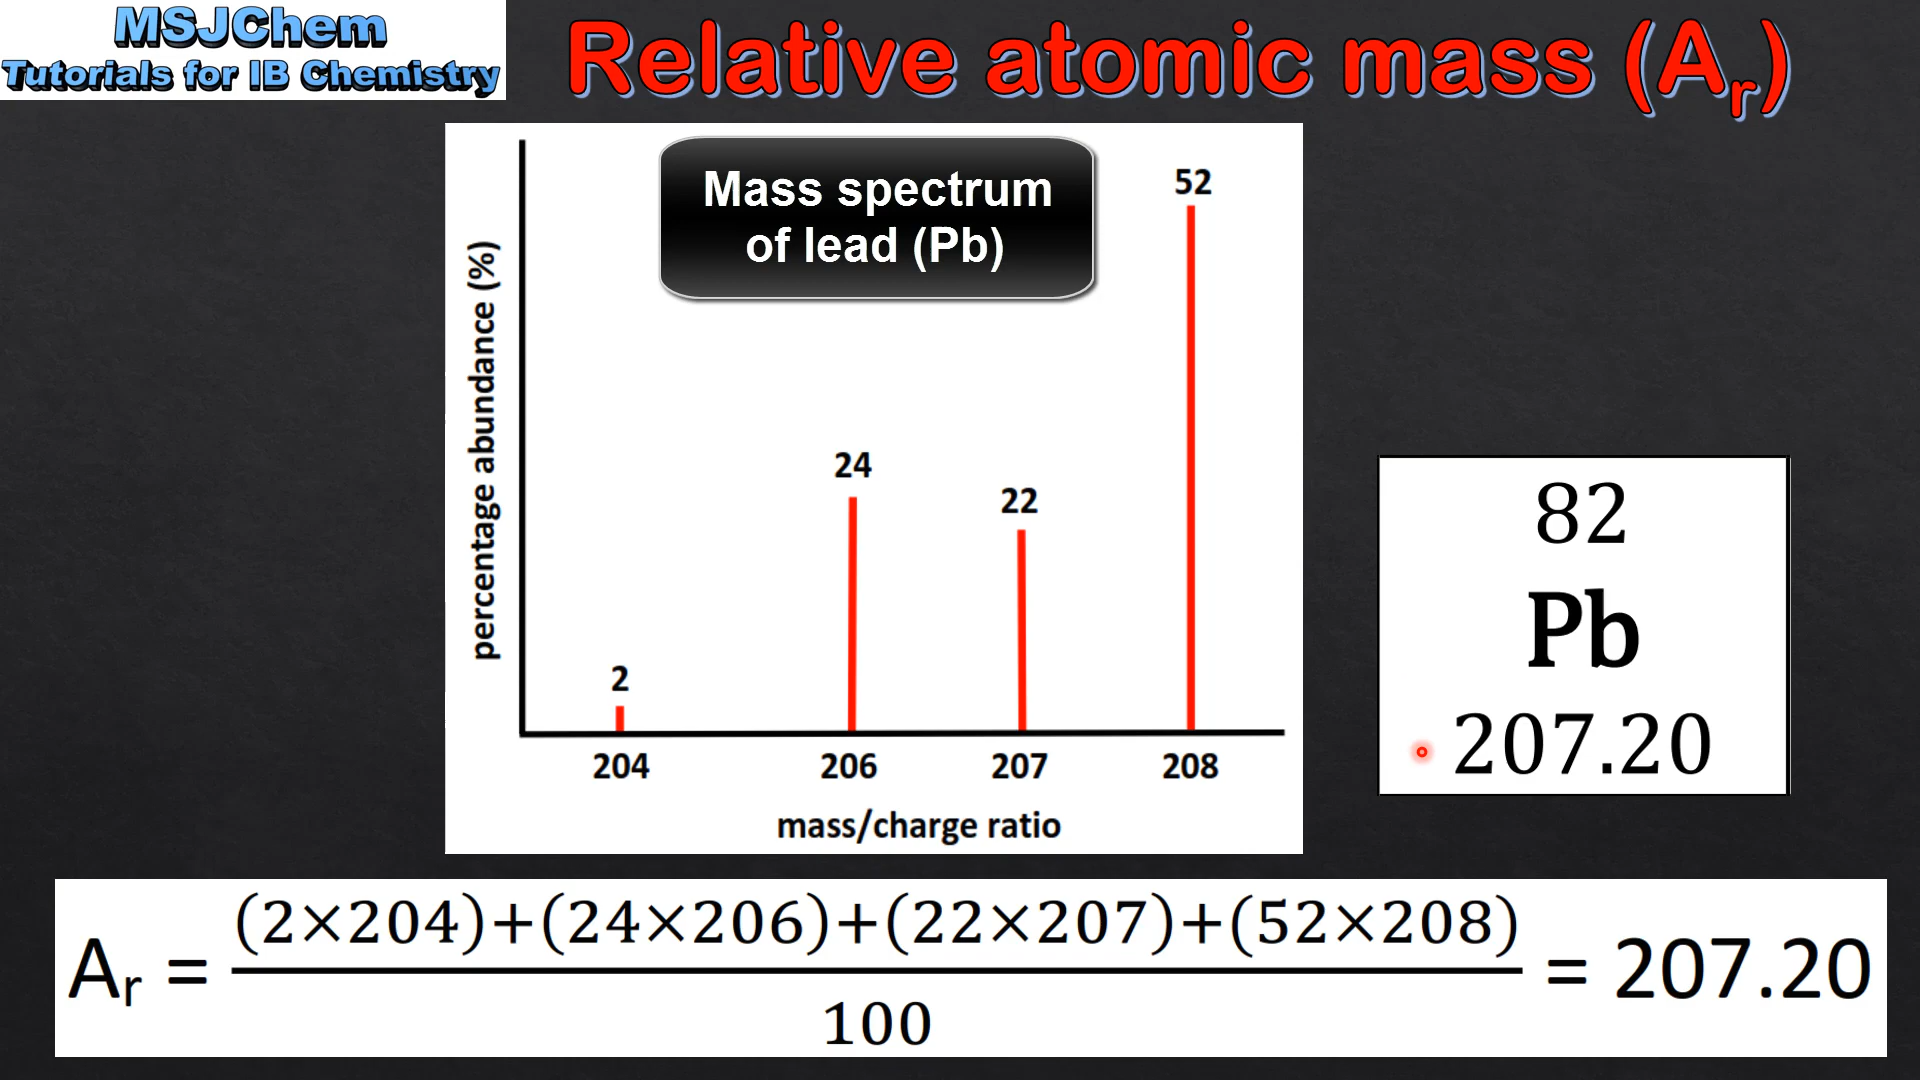 MSJChem
Tutorials for IB Chemistry
Relative atomic mass (Aᵣ)
Mass spectrum
of lead (Pb)
percentage abundance (%)
2
24
22
52
204 206 207 208
mass/charge ratio
82
Pb
207.20
Aᵣ = (2×204)+(24×206)+(22×207)+(52×208) = 207.20
100